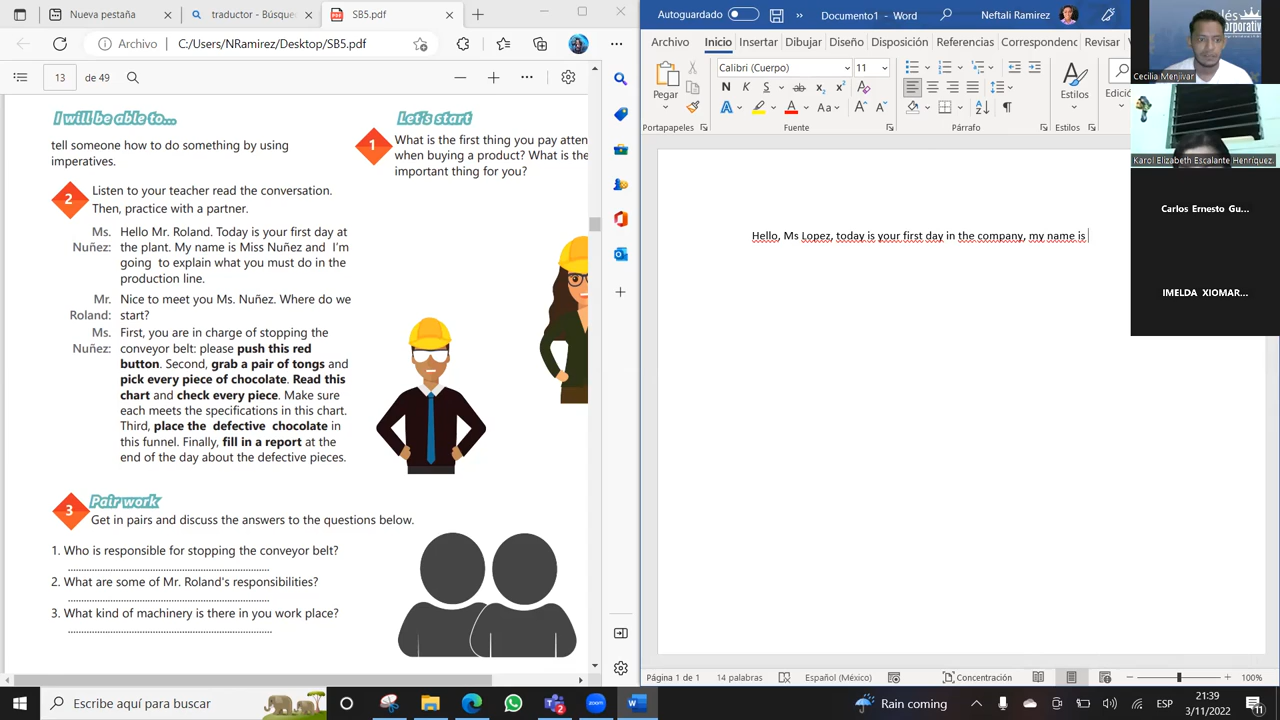 Nueva pestaña
traductor - Búsque
SB5.pdf
Archivo
C:/Users/NRamirez/Desktop/SB5.pdf
13
de 49
I will be able to...
tell someone how to do something by using
imperatives.
2
Listen to your teacher read the conversation.
Then, practice with a partner.
Ms. Nuñez:
Hello Mr. Roland. Today is your first day at
the plant. My name is Miss Nuñez and I'm
going to explain what you must do in the
production line.
Mr. Roland:
Nice to meet you Ms. Nuñez. Where do we
start?
Ms. Nuñez:
First, you are in charge of stopping the
conveyor belt: please push this red
button. Second, grab a pair of tongs and
pick every piece of chocolate. Read this
chart and check every piece. Make sure
each meets the specifications in this chart.
Third, place the defective chocolate in
this funnel. Finally, fill in a report at the
end of the day about the defective pieces.
Let's start
1
What is the first thing you pay atten
when buying a product? What is the
important thing for you?
3
Pair work
Get in pairs and discuss the answers to the questions below.
1. Who is responsible for stopping the conveyor belt?
2. What are some of Mr. Roland's responsibilities?
3. What kind of machinery is there in you work place?
Autoguardado
Documento1 - Word
Neftali Ramirez
Archivo
Inicio
Insertar
Dibujar
Diseño
Disposición
Referencias
Correspondenc
Revisar
Pegar
Calibri (Cuerpo)
11
N K S
Estilos
Edició
Portapapeles
Fuente
Párrafo
Estilos
Hello, Ms Lopez, today is your first day in the company, my name is
Página 1 de 1
14 palabras
Español (México)
Concentración
100%
Cecilia Menjivar
Karol Elizabeth Escalante Henríquez.
Carlos Ernesto Gu...
IMELDA XIOMAR...
Escribe aquí para buscar
Raining coming
ESP
21:39
3/11/2022
11